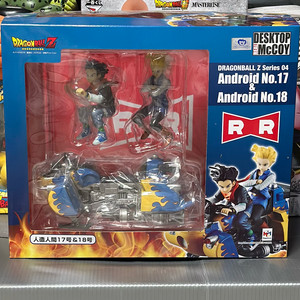 DRAGONBALL Z
DESKTOP
McCOY
DRAGONBALL Z Series 04
Android No.17
&
Android No.18
RR
人造人間17号&18号